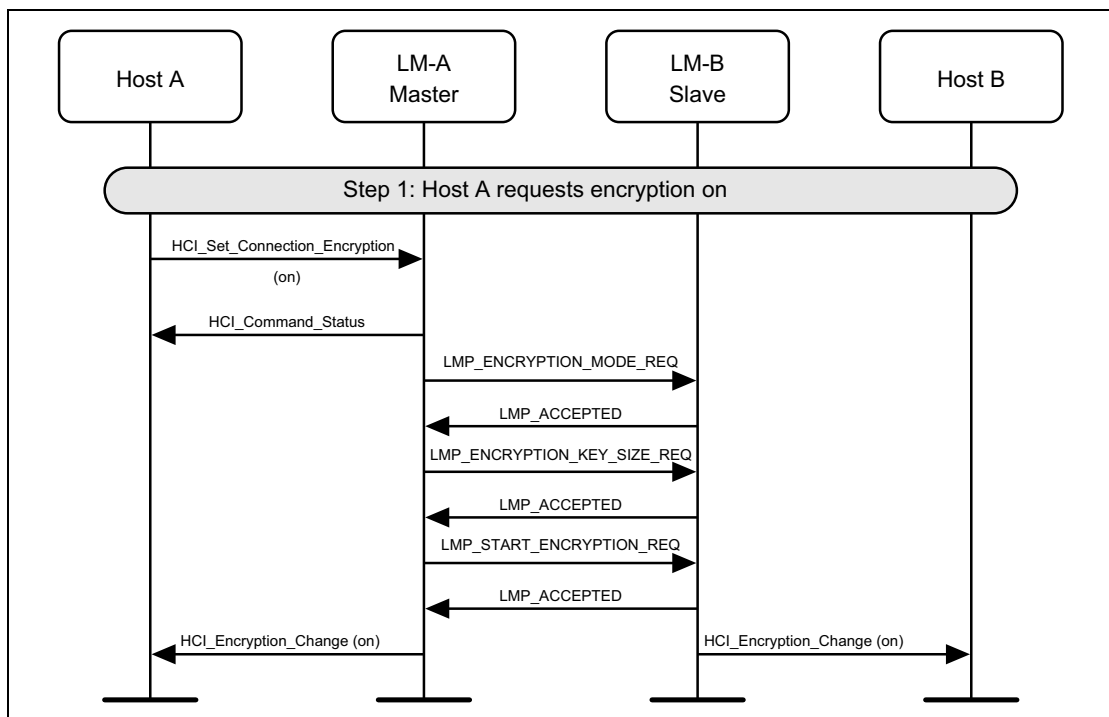 Host A
LM-A
Master
LM-B
Slave
Host B
Step 1: Host A requests encryption on
HCI_Set_Connection_Encryption
(on)
HCI_Command_Status
LMP_ENCRYPTION_MODE_REQ
LMP_ACCEPTED
LMP_ENCRYPTION_KEY_SIZE_REQ
LMP_ACCEPTED
LMP_START_ENCRYPTION_REQ
LMP_ACCEPTED
HCI_Encryption_Change (on)
HCI_Encryption_Change (on)